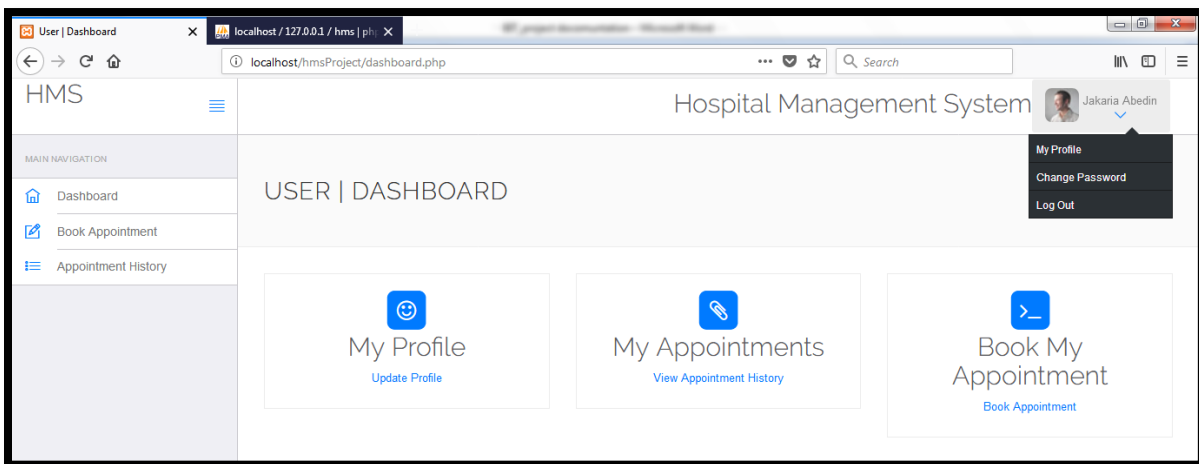 User | Dashboard
localhost / 127.0.0.1 / hms | ph
localhost/hmsProject/dashboard.php
Search
HMS
Hospital Management System
Jakaria Abedin
My Profile
Change Password
Log Out
MAIN NAVIGATION
Dashboard
Book Appointment
Appointment History
USER | DASHBOARD
My Profile
Update Profile
My Appointments
View Appointment History
Book My
Appointment
Book Appointment